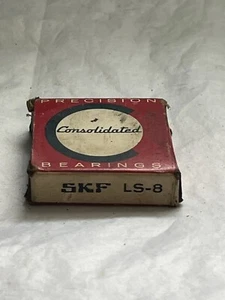 PRECISION
Consolidated
BEARINGS
SKF LS-8